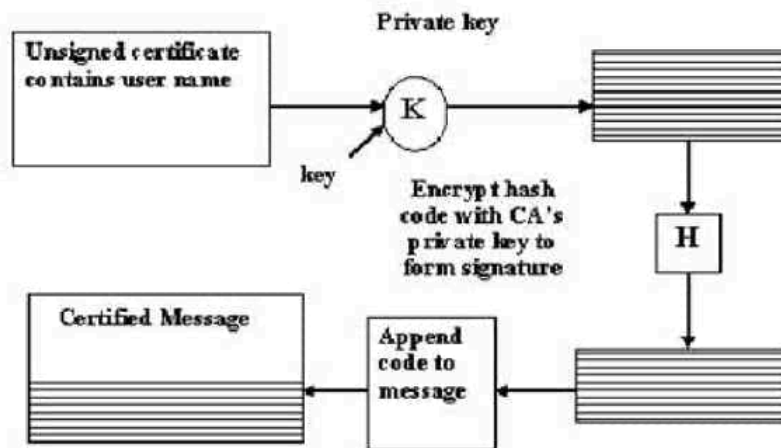 Private key
Unsigned certificate
contains user name
K
key
Encrypt hash
code with CA's
private key to
form signature
H
Certified Message
Append
code to
message